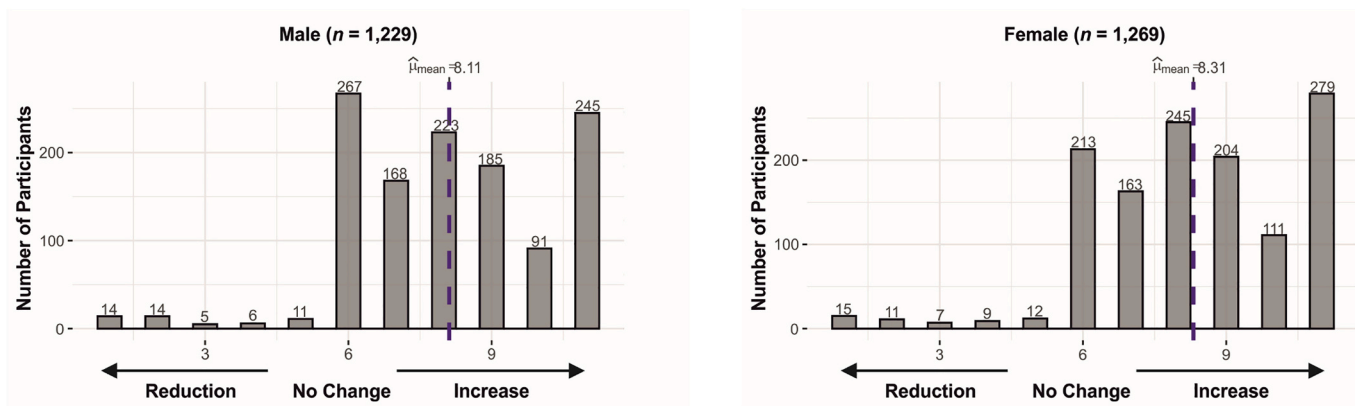 Male (n = 1,229)
μ̂mean =8.11
Number of Participants
200
100
0
14
14
5
6
11
267
168
223
185
91
245
3
6
9
Reduction
No Change
Increase
Female (n = 1,269)
μ̂mean =8.31
Number of Participants
200
100
0
15
11
7
9
12
213
163
245
204
111
279
3
6
9
Reduction
No Change
Increase